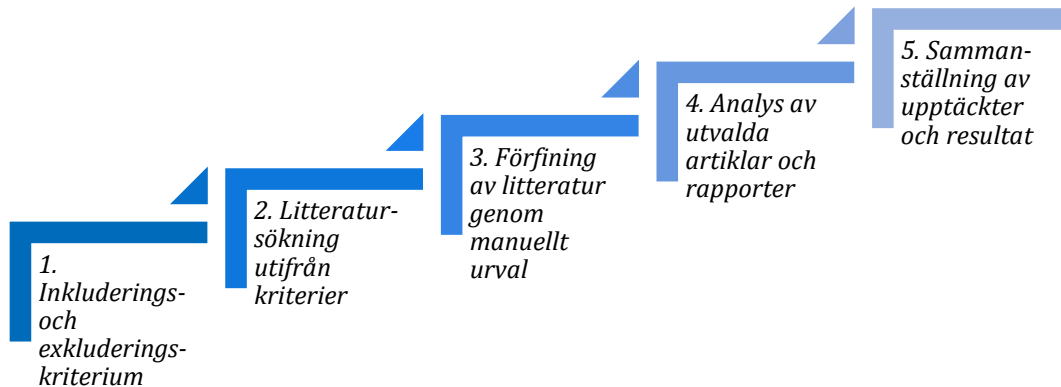 1.
Inkluderings-
och
exkluderings-
kriterium
2. Litteratur-
sökning
utifrån
kriterier
3. Förfining
av litteratur
genom
manuellt
urval
4. Analys av
utvalda
artiklar och
rapporter
5. Samman-
ställning av
upptäckter
och resultat